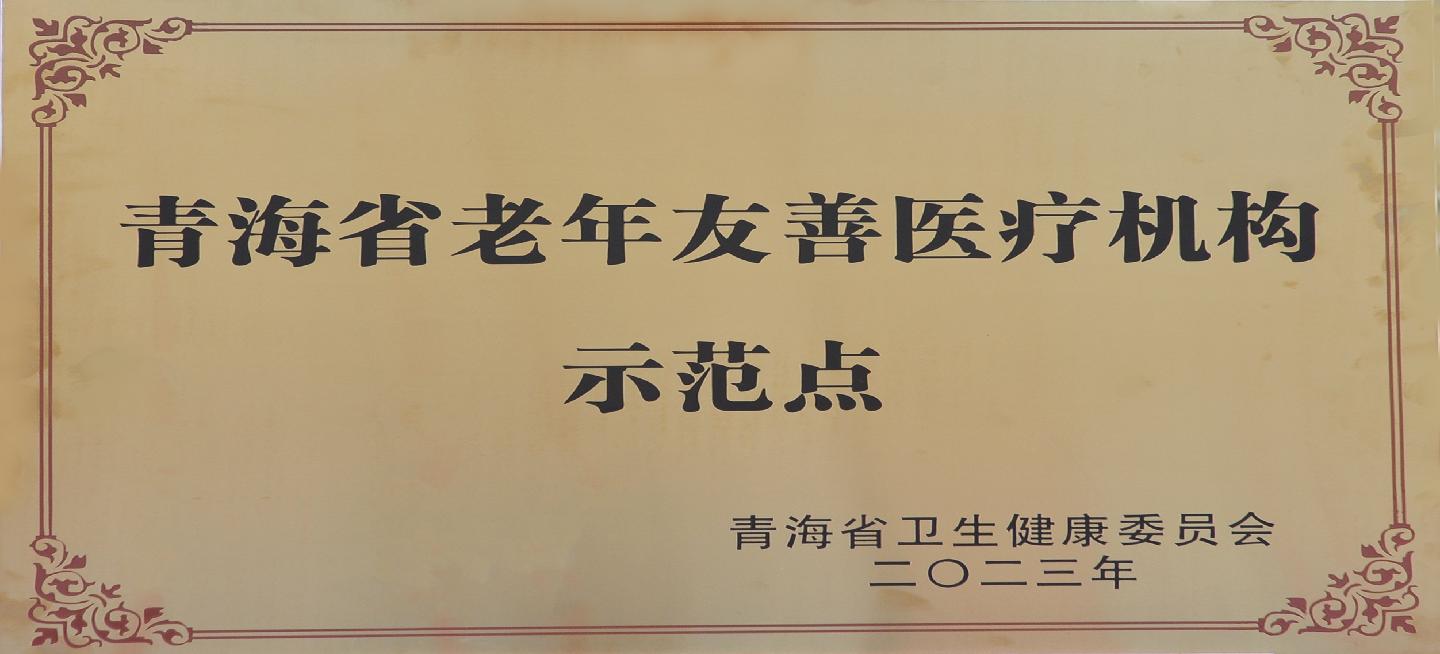 青海省老年友善医疗机构
示范点
青海省卫生健康委员会
二〇二三年